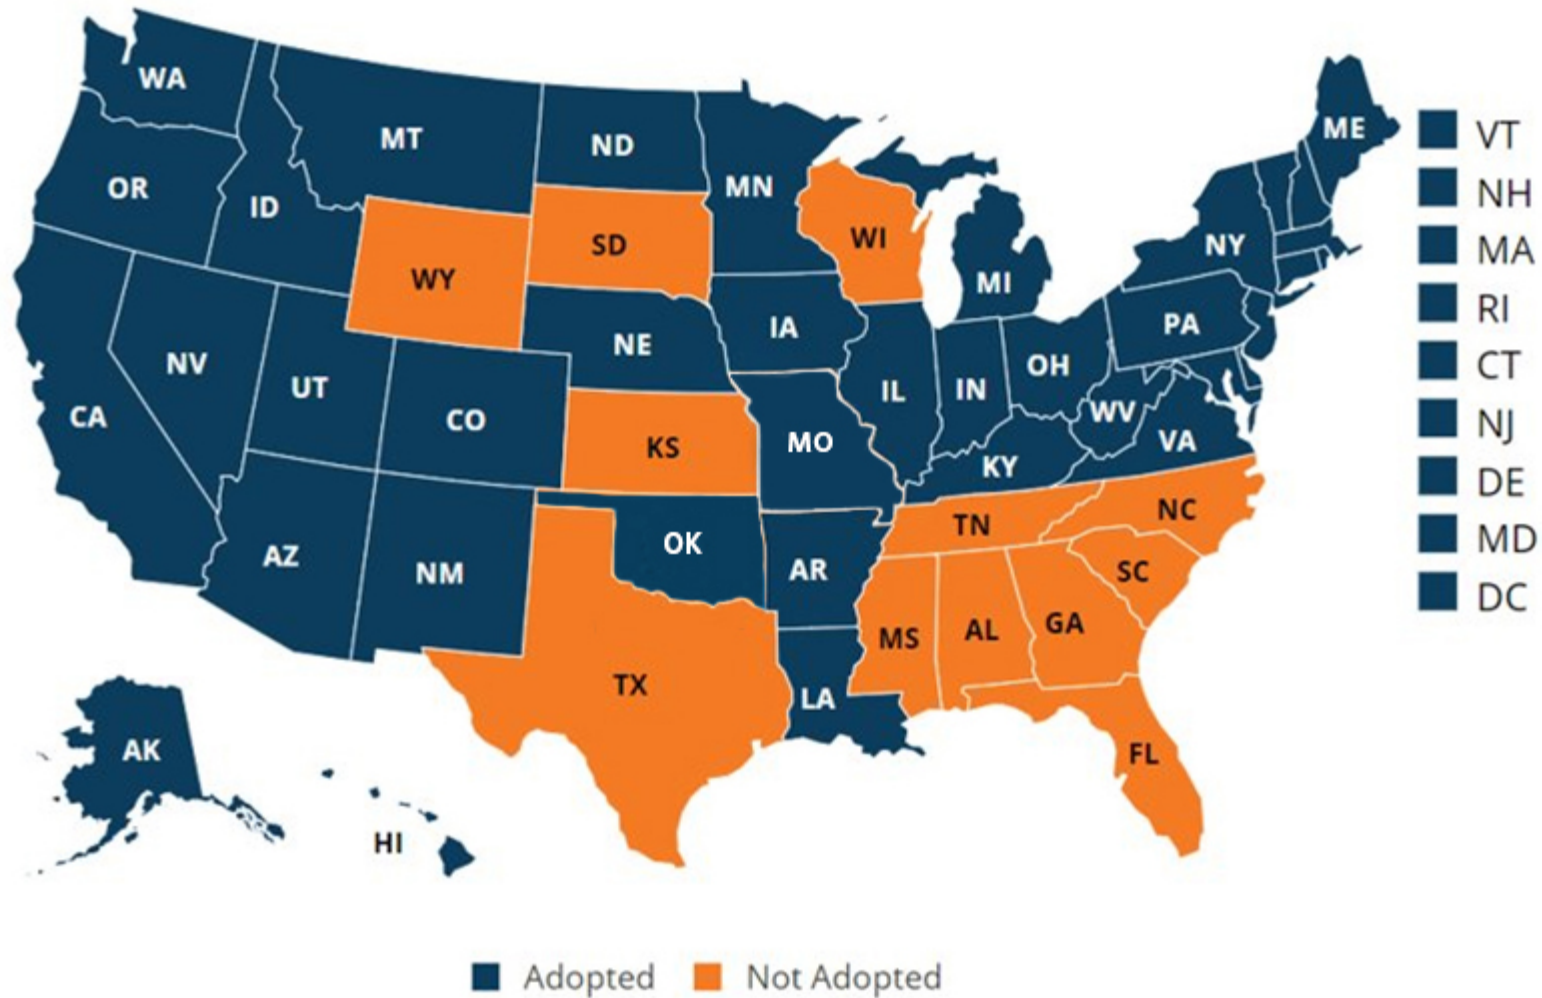 WA
MT
ND
MN
ME
VT
OR
ID
SD
WI
NY
NH
WY
MI
MA
NE
IA
PA
RI
NV
UT
CO
IL
IN
OH
WV
CT
CA
KS
MO
KY
VA
NJ
AZ
NM
OK
AR
TN
NC
DE
SC
MD
TX
LA
MS
AL
GA
DC
AK
HI
FL
Adopted
Not Adopted